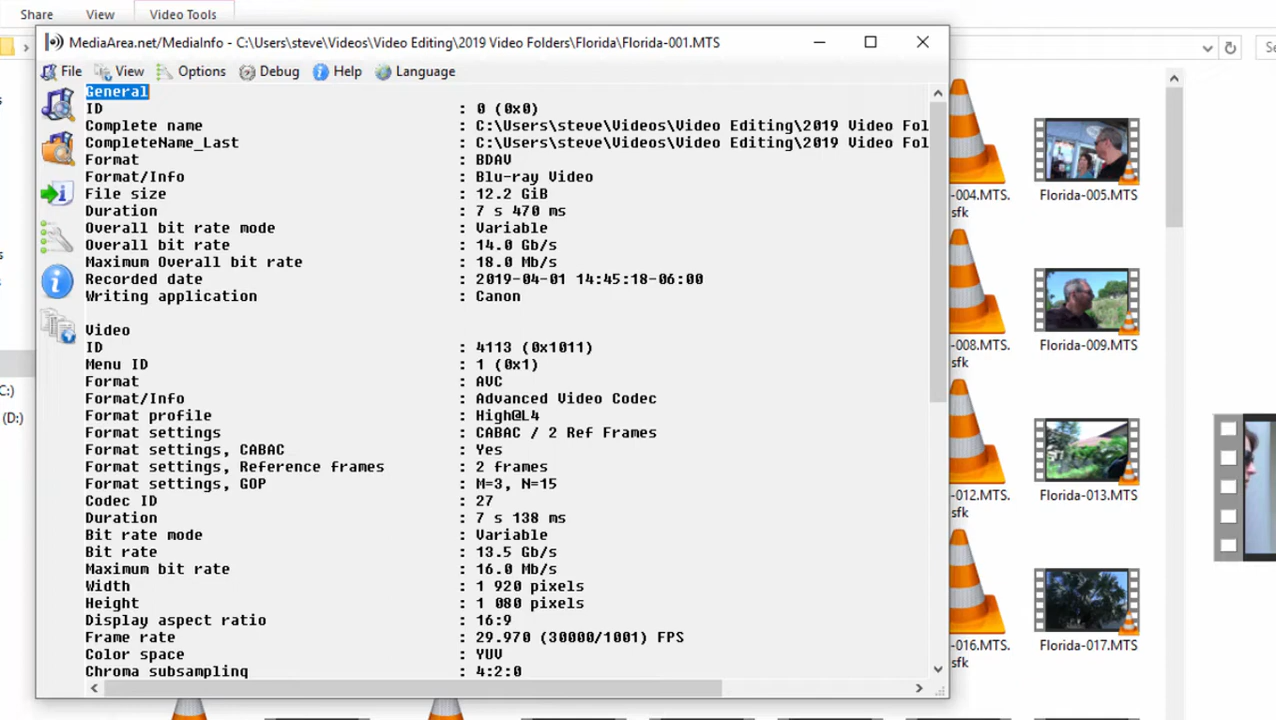 Share View Video Tools
MediaArea.net/MediaInfo - C:\Users\steve\Videos\Video Editing\2019 Video Folders\Florida\Florida-001.MTS
File View Options Debug Help Language
General
ID : 0 (0x0)
Complete name : C:\Users\steve\Videos\Video Editing\2019 Video Fol
CompleteName_Last : C:\Users\steve\Videos\Video Editing\2019 Video Fol
Format : BDAV
Format/Info : Blu-ray Video
File size : 12.2 GiB
Duration : 7 s 470 ms
Overall bit rate mode : Variable
Overall bit rate : 14.0 Gb/s
Maximum Overall bit rate : 18.0 Mb/s
Recorded date : 2019-04-01 14:45:18-06:00
Writing application : Canon
Video
ID : 4113 (0x1011)
Menu ID : 1 (0x1)
Format : AVC
Format/Info : Advanced Video Codec
Format profile : High@L4
Format settings : CABAC / 2 Ref Frames
Format settings, CABAC : Yes
Format settings, Reference frames : 2 frames
Format settings, GOP : M=3, N=15
Codec ID : 27
Duration : 7 s 138 ms
Bit rate mode : Variable
Bit rate : 13.5 Gb/s
Maximum bit rate : 16.0 Mb/s
Width : 1 920 pixels
Height : 1 080 pixels
Display aspect ratio : 16:9
Frame rate : 29.970 (30000/1001) FPS
Color space : YUV
Chroma subsampling : 4:2:0
C:)
(D:)
-004.MTS.
sfk
Florida-005.MTS
-008.MTS.
sfk
Florida-009.MTS
-012.MTS.
sfk
Florida-013.MTS
-016.MTS.
sfk
Florida-017.MTS